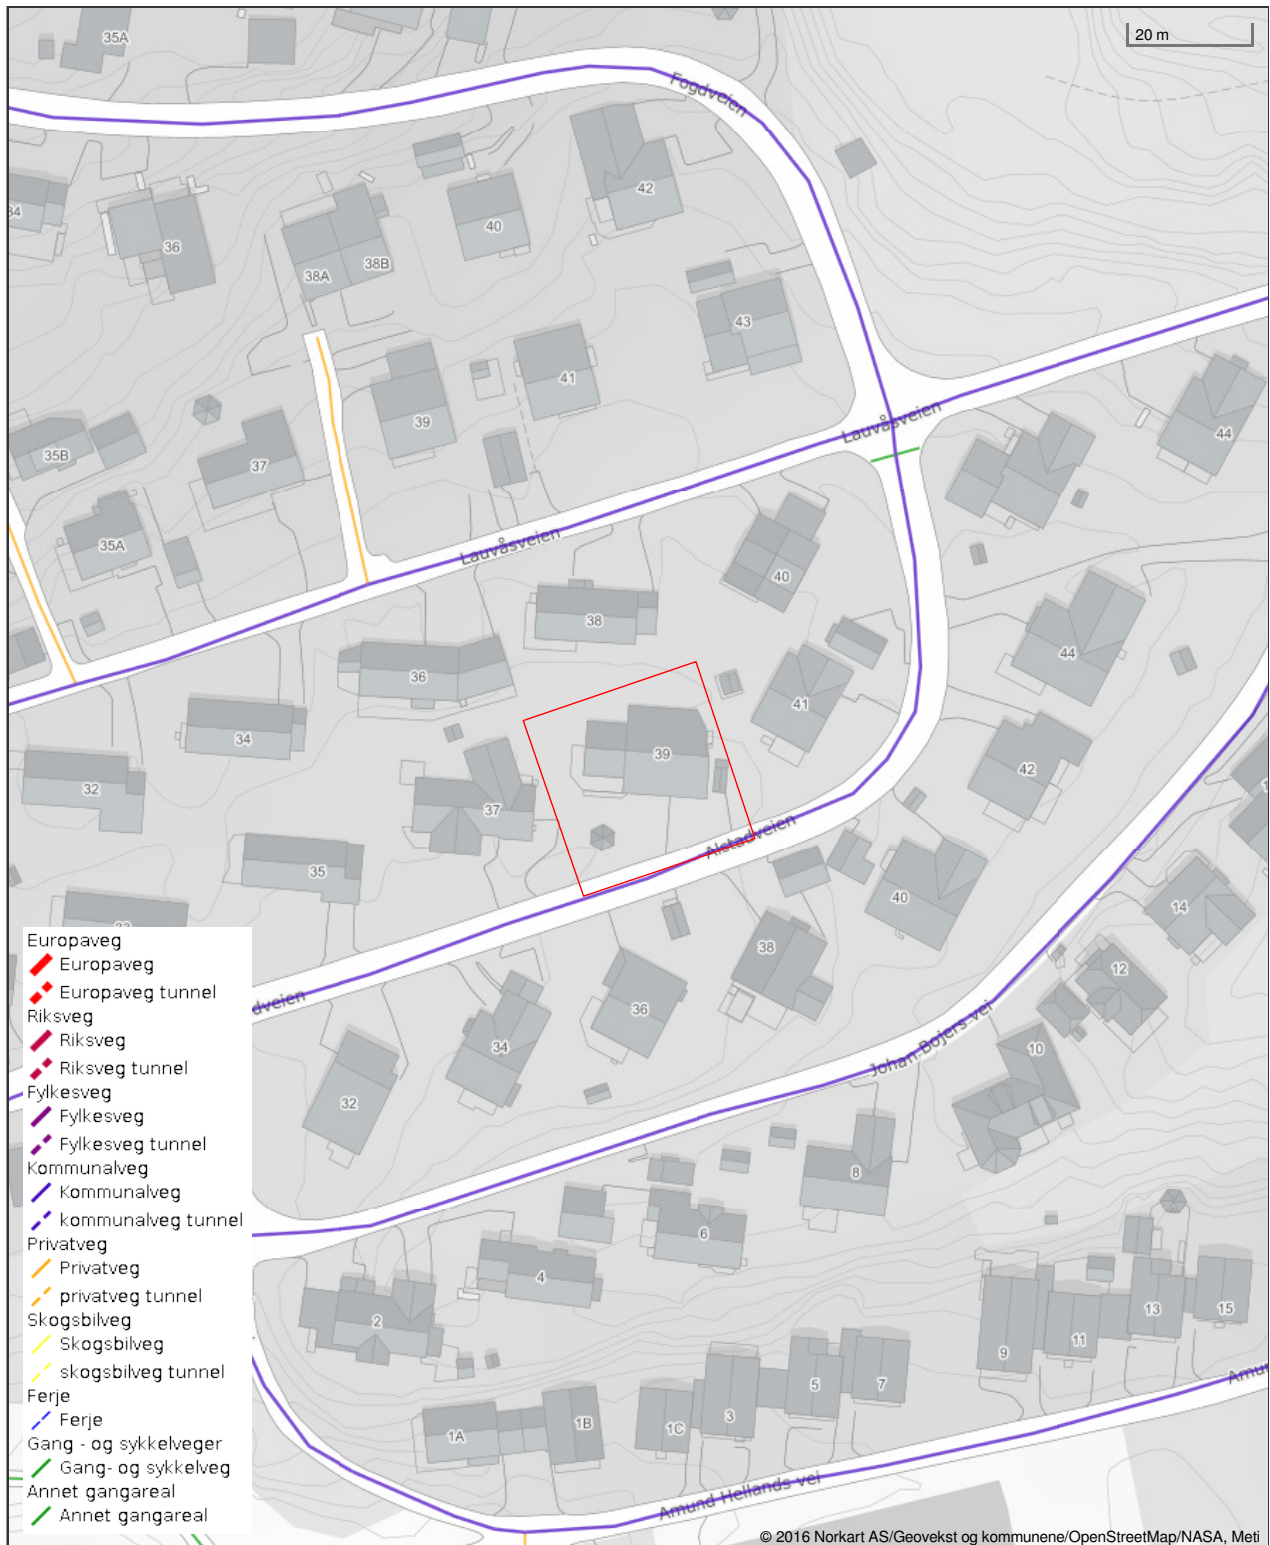 35A
20 m
Fogdveien
34
36
38A
38B
40
42
43
41
39
37
35B
35A
Lauvåsveien
44
Lauvåsveien
40
38
36
34
32
44
41
42
39
37
35
33
Alstadveien
40
38
36
34
32
14
12
10
Johan Bojers vei
8
6
4
2
13
15
11
9
7
5
3
1C
1B
1A
Amund Hellands vei
Europaveg
Europaveg
Europaveg tunnel
Riksveg
Riksveg
Riksveg tunnel
Fylkesveg
Fylkesveg
Fylkesveg tunnel
Kommunalveg
Kommunalveg
kommunalveg tunnel
Privatveg
Privatveg
privatveg tunnel
Skogsbilveg
Skogsbilveg
skogsbilveg tunnel
Ferje
Ferje
Gang - og sykkelveger
Gang- og sykkelveg
Annet gangareal
Annet gangareal
© 2016 Norkart AS/Geovekst og kommunene/OpenStreetMap/NASA, Meti